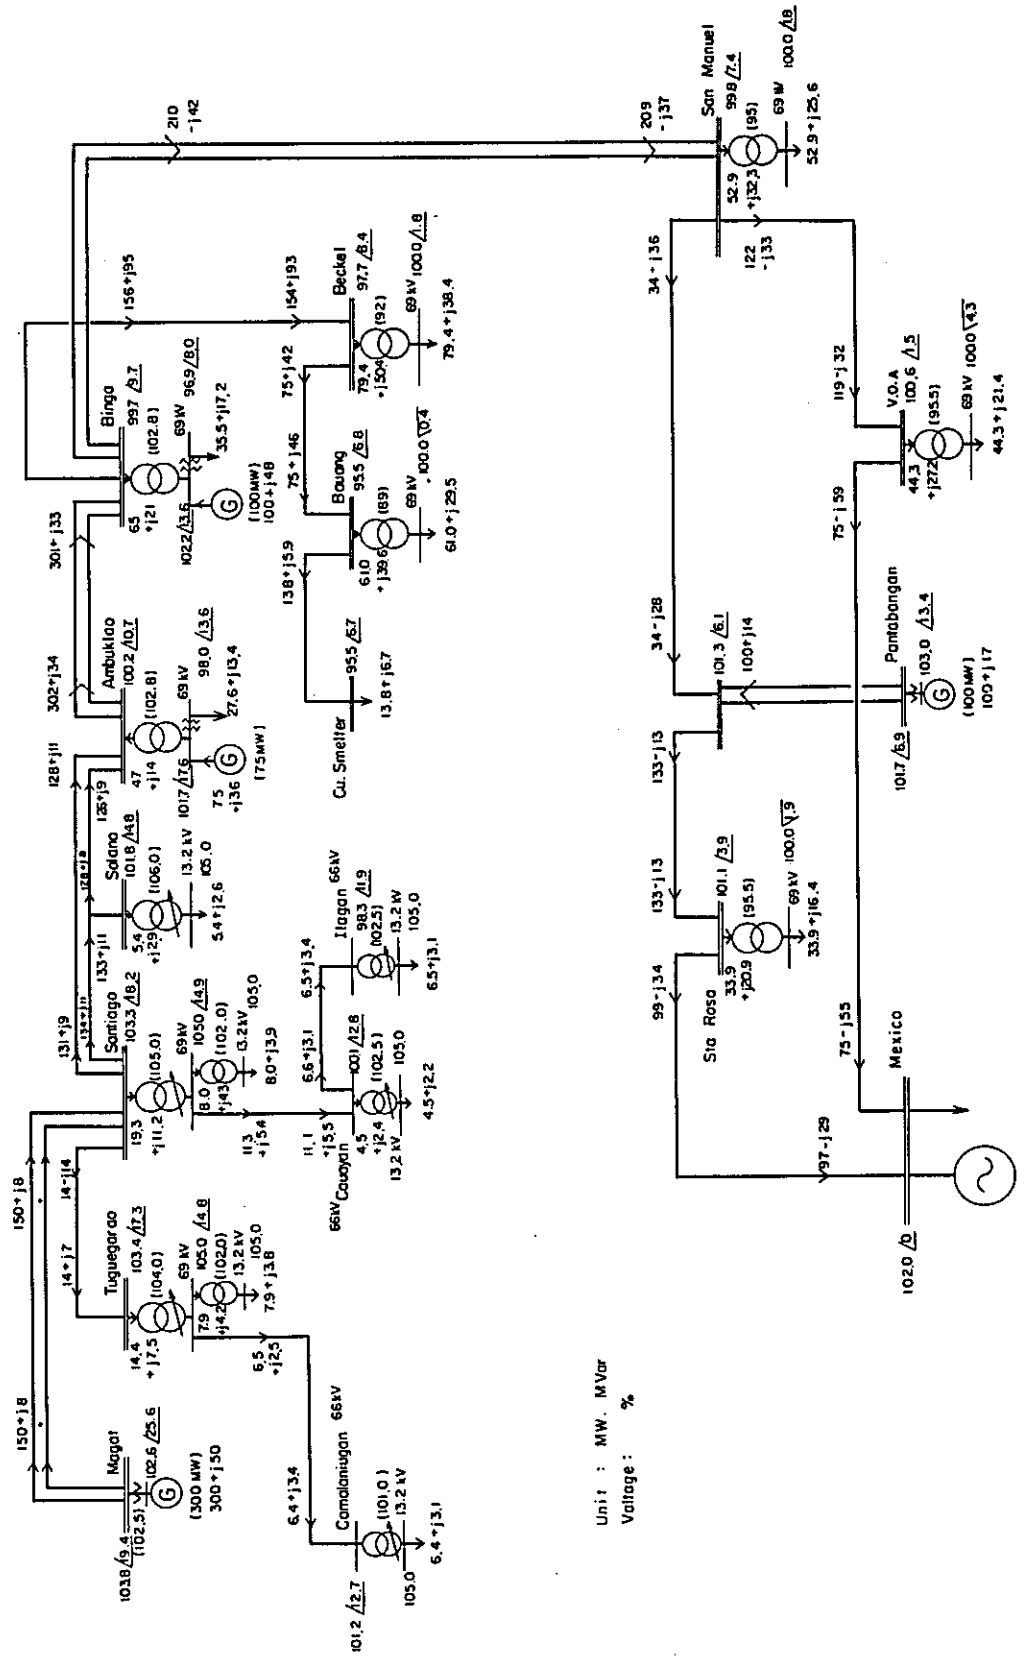 150+j8
150+j8
131+j9
134+j11
133+j11
128+j8
128+j11
126+j9
302+j34
301+j33
210
-j42
156+j95
Magat
103.8/19.4
(102.5)
102.6/25.6
G
(300 MW)
300+j50
14+j7
14-j14
Tuguegarao
103.4/17.3
(104.0)
14.4
+j7.5
69 kV
105.0/14.8
(102.0)
7.9
+j4.2
13.2 kV
105.0
7.9+j3.8
6.5
+j2.5
6.4+j3.4
Camalaniugan 66kV
101.2/12.7
(101.0)
13.2 kV
105.0
6.4+j3.1
Santiago
103.3/18.2
(105.0)
19.3
+j11.2
69kV
105.0/14.9
(102.0)
8.0
+j4.3
13.2kV
105.0
8.0+j3.9
11.3
+j5.4
11.1
+j5.5
66kV Cauayan
100.1/12.8
(102.5)
4.5
+j2.4
13.2 kV
105.0
4.5+j2.2
6.6+j3.1
6.5+j3.4
Ilagan 66kV
98.3/11.9
(102.5)
13.2 kV
105.0
6.5+j3.1
Solano
101.8/14.8
(106.0)
5.4
+j2.9
13.2 kV
105.0
5.4+j2.6
Ambuklao
100.2/10.7
(102.8)
47
+j14
69 kV
98.0/13.6
27.6+j13.4
101.7/17.6
75
+j36
G
(75MW)
Binga
99.7/9.7
(102.8)
65
+j21
69kV
96.9/8.0
35.5+j17.2
102.2/13.6
G
(100MW)
100+j48
154+j93
Beckel
97.7/8.4
(92)
79.4
+j50.4
69 kV 100.0/1.8
79.4+j38.4
75+j42
75+j46
Bauang
95.5/6.8
(89)
61.0
+j39.6
69 kV
100.0\0.4
61.0+j29.5
13.8+j5.9
Cu. Smelter
95.5/6.7
13.8+j6.7
209
-j37
San Manuel
99.8/7.4
(95)
52.9
+j32.3
69 kV 100.0/1.8
52.9+j25.6
34+j36
122
-j33
34-j28
119-j32
101.3/6.1
100+j14
V.O.A
100.6/1.5
(95.5)
44.3
+j27.2
69 kV 100.0\4.3
44.3+j21.4
Pantabangan
103.0/13.4
G
(100MW)
100+j17
101.7/6.9
133-j13
133-j13
75-j59
Sta Rosa
101.1/3.9
(95.5)
33.9
+j20.9
69kV 100.0\1.9
33.9+j16.4
99-j34
75-j55
97-j29
Mexico
102.0/0
Unit : MW. MVar
Voltage : %